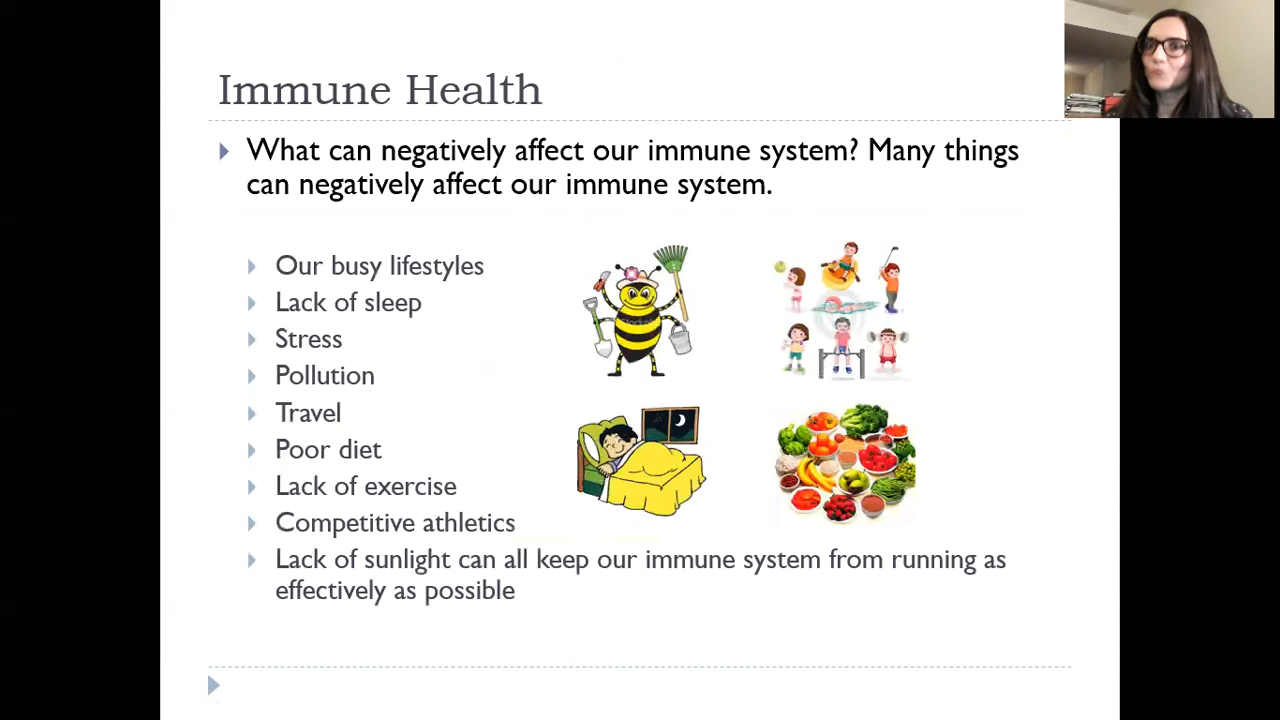 Immune Health
What can negatively affect our immune system? Many things
can negatively affect our immune system.
Our busy lifestyles
Lack of sleep
Stress
Pollution
Travel
Poor diet
Lack of exercise
Competitive athletics
Lack of sunlight can all keep our immune system from running as
effectively as possible